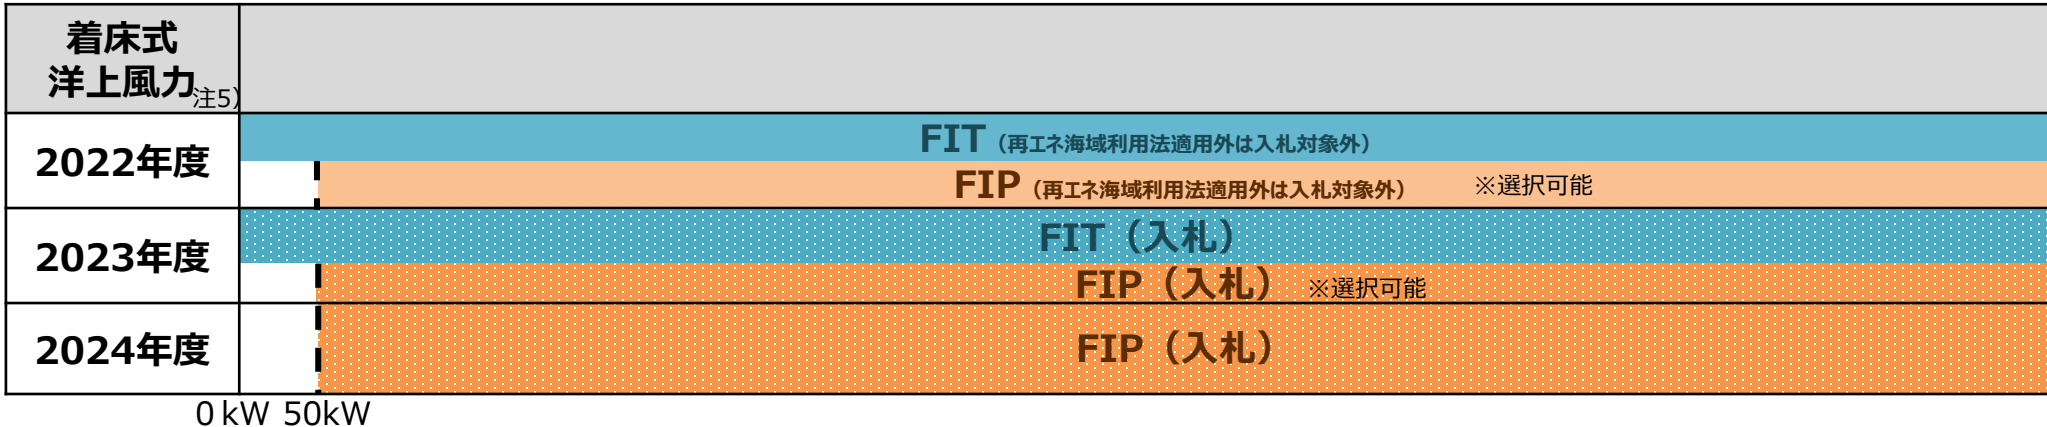 着床式
洋上風力注5)
2022年度
FIT（再エネ海域利用法適用外は入札対象外）
FIP（再エネ海域利用法適用外は入札対象外） ※選択可能
2023年度
FIT（入札）
FIP（入札） ※選択可能
2024年度
FIP（入札）
0 kW 50kW